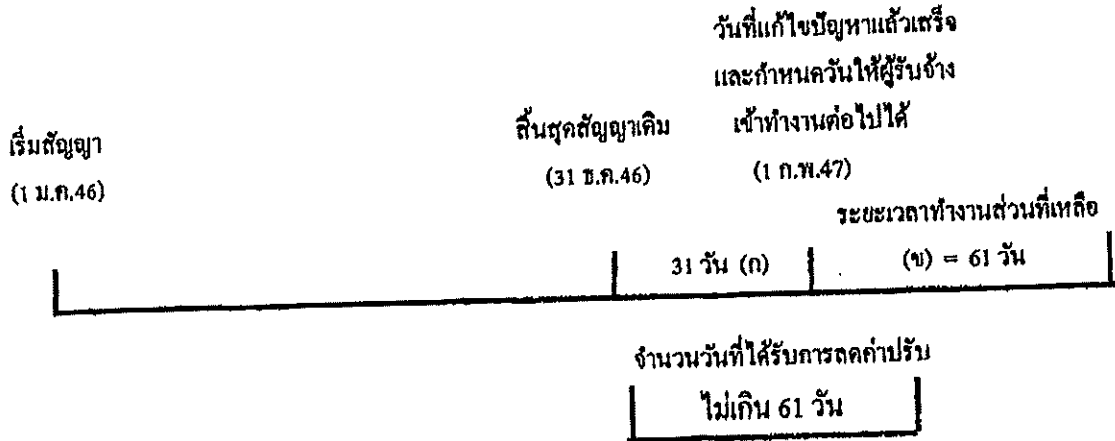 วันที่แก้ไขปัญหาแล้วเสร็จ
และกำหนดวันให้ผู้รับจ้าง
เข้าทำงานต่อไปได้
(1 ก.พ.47)
สิ้นสุดสัญญาเดิม
(31 ธ.ค.46)
เริ่มสัญญา
(1 ม.ค.46)
ระยะเวลาทำงานส่วนที่เหลือ
31 วัน (ก)
(ข) = 61 วัน
จำนวนวันที่ได้รับการลดค่าปรับ
ไม่เกิน 61 วัน